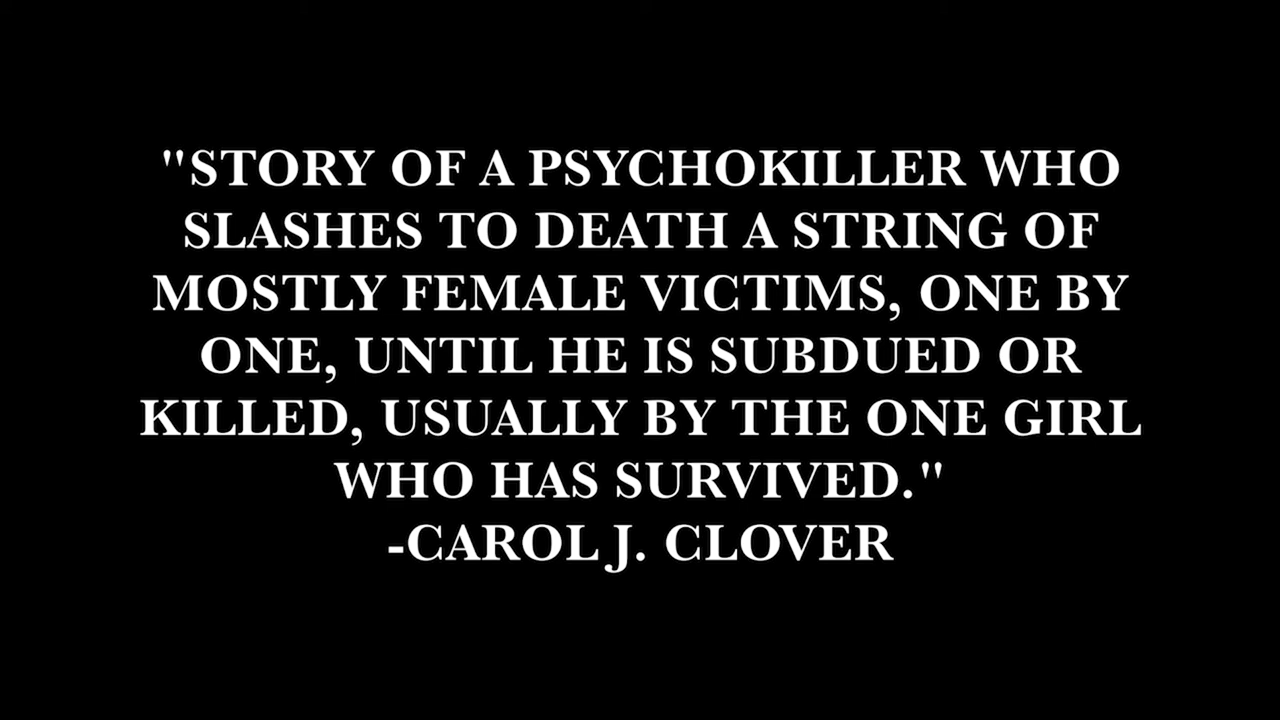 "STORY OF A PSYCHOKILLER WHO
SLASHES TO DEATH A STRING OF
MOSTLY FEMALE VICTIMS, ONE BY
ONE, UNTIL HE IS SUBDUED OR
KILLED, USUALLY BY THE ONE GIRL
WHO HAS SURVIVED."
-CAROL J. CLOVER